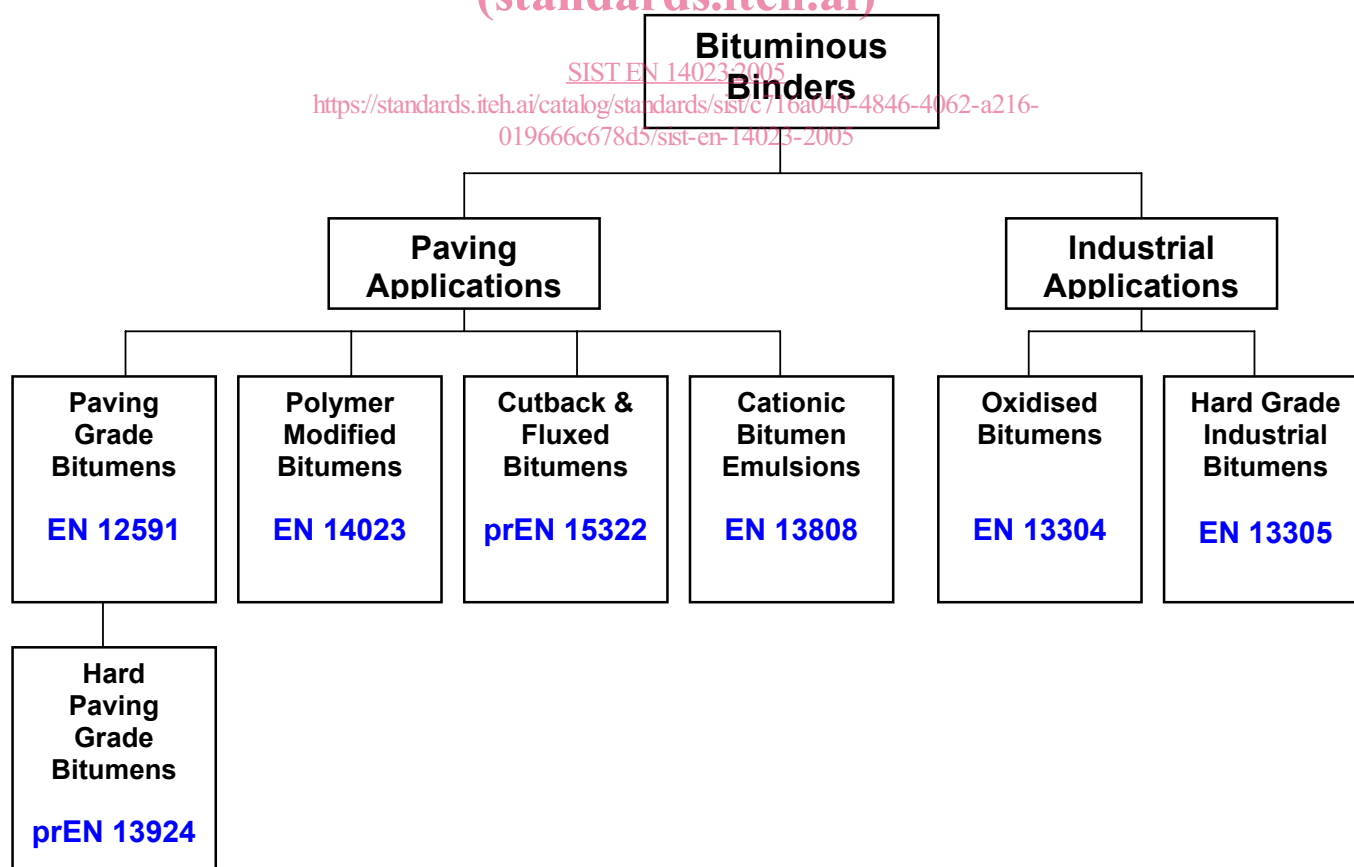 (standards.iteh.ai)
Bituminous
Binders
SIST EN 14023:2005
https://standards.iteh.ai/catalog/standards/sist/c716a040-4846-4062-a216-
019666c678d5/sist-en-14023-2005
Paving
Applications
Industrial
Applications
Paving
Grade
Bitumens
EN 12591
Polymer
Modified
Bitumens
EN 14023
Cutback &
Fluxed
Bitumens
prEN 15322
Cationic
Bitumen
Emulsions
EN 13808
Oxidised
Bitumens
EN 13304
Hard Grade
Industrial
Bitumens
EN 13305
Hard
Paving
Grade
Bitumens
prEN 13924